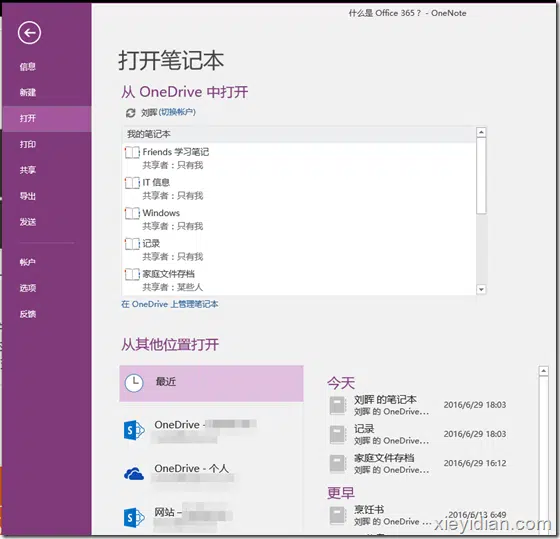 什么是 Office 365？ - OneNote
信息
新建
打开
打印
共享
导出
发送
帐户
选项
反馈
打开笔记本
从 OneDrive 中打开
刘晖(切换帐户)
我的笔记本
Friends 学习笔记
共享者：只有我
IT 信息
共享者：只有我
Windows
共享者：只有我
记录
共享者：只有我
家庭文件存档
共享者：某些人
在 OneDrive 上管理笔记本
从其他位置打开
最近
OneDrive -
OneDrive - 个人
网站 -
今天
刘晖 的笔记本
刘晖 的 OneDrive...
2016/6/29 18:03
记录
刘晖 的 OneDrive...
2016/6/29 18:03
家庭文件存档
刘晖 的 OneDrive...
2016/6/29 16:12
更早
烹饪书
刘晖 的 OneDrive...
2016/6/13 6:49
xieyidian.com